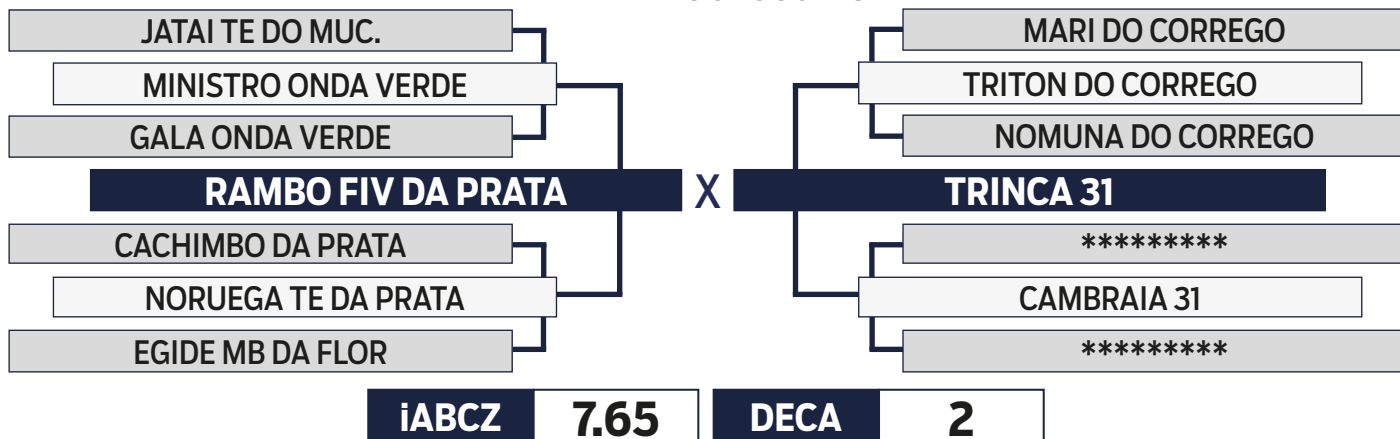 JATAI TE DO MUC.
MARI DO CORREGO
MINISTRO ONDA VERDE
TRITON DO CORREGO
GALA ONDA VERDE
NOMUNA DO CORREGO
RAMBO FIV DA PRATA X TRINCA 31
CACHIMBO DA PRATA
*********
NORUEGA TE DA PRATA
CAMBRAIA 31
EGIDE MB DA FLOR
*********
iABCZ 7.65 DECA 2